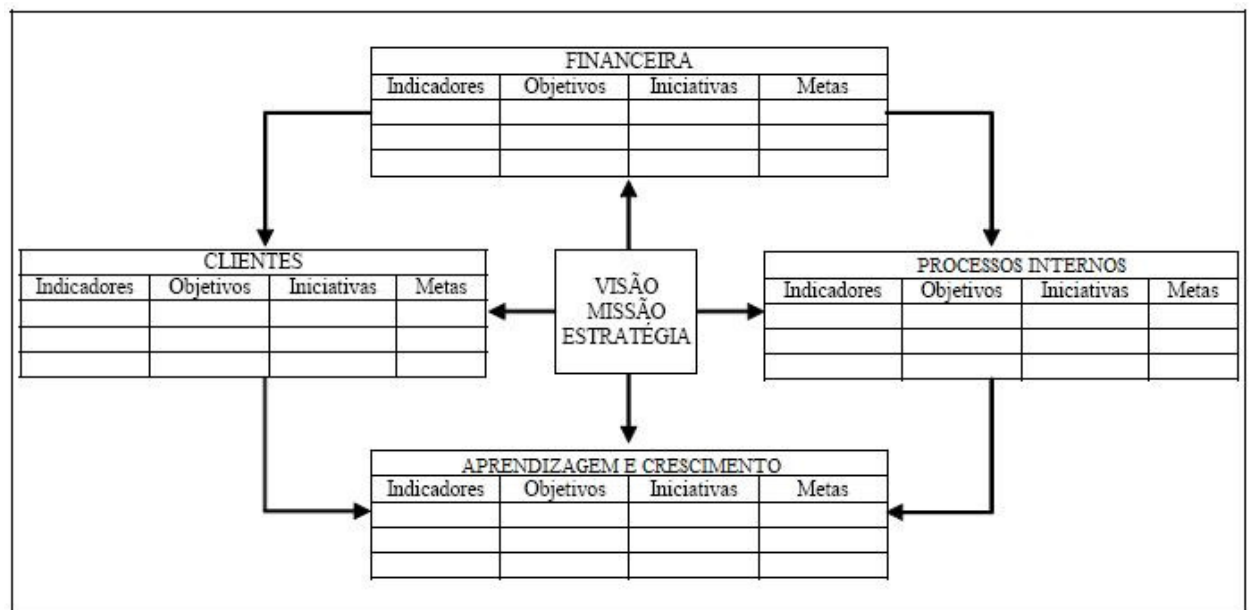 FINANCEIRA
Indicadores Objetivos Iniciativas Metas
CLIENTES
Indicadores Objetivos Iniciativas Metas
VISÃO
MISSÃO
ESTRATÉGIA
PROCESSOS INTERNOS
Indicadores Objetivos Iniciativas Metas
APRENDIZAGEM E CRESCIMENTO
Indicadores Objetivos Iniciativas Metas